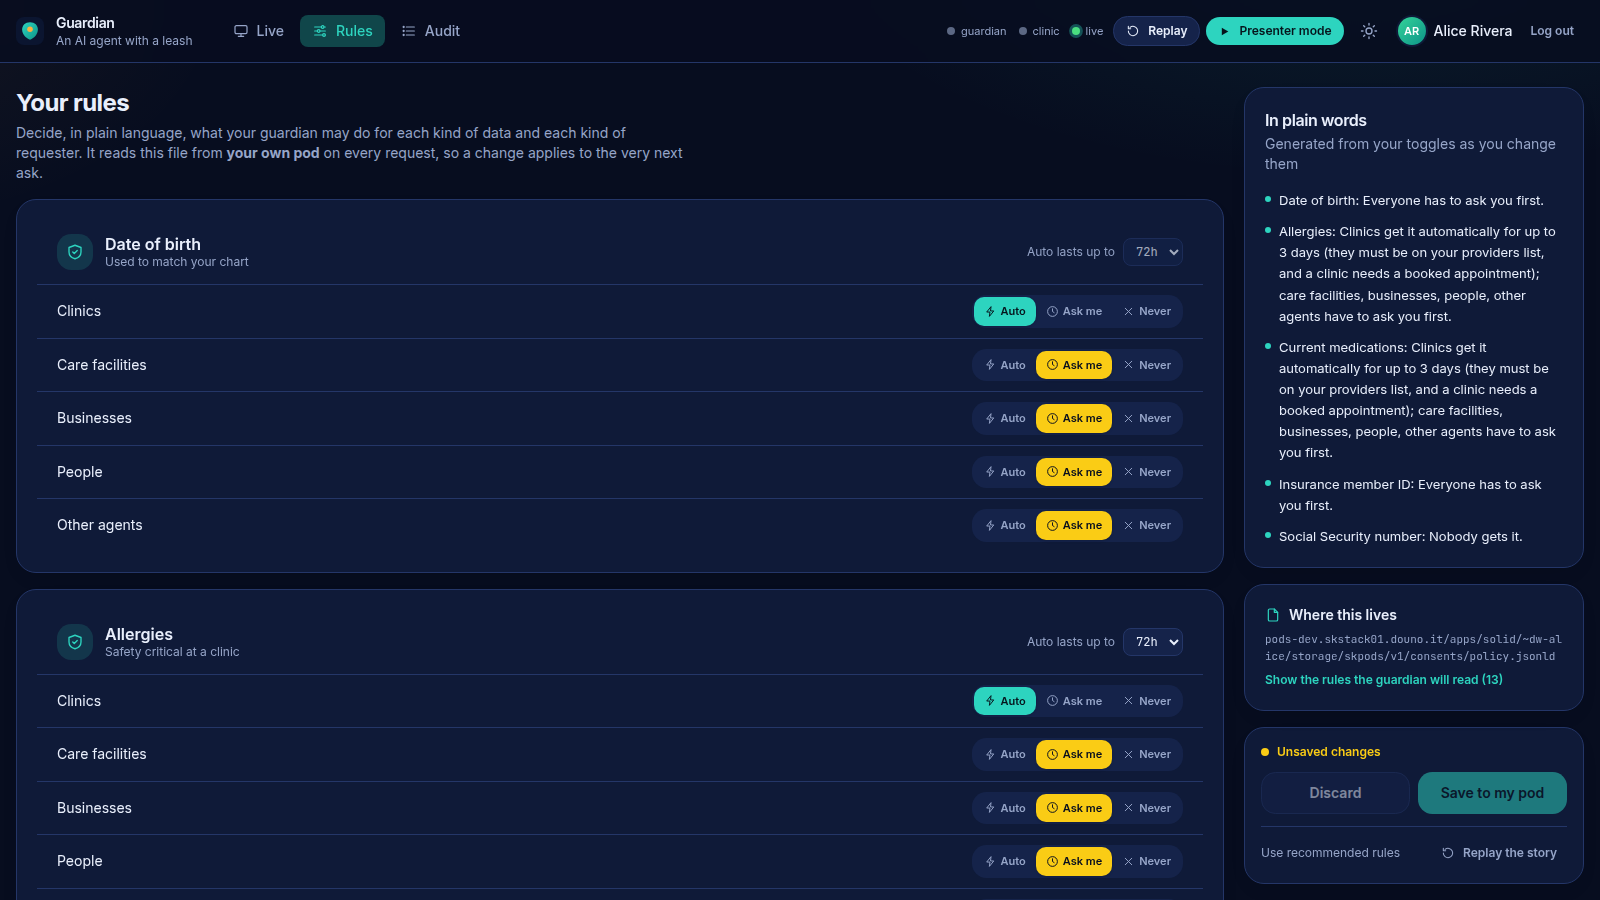 Guardian
An AI agent with a leash
Live
Rules
Audit
guardian
clinic
live
Replay
Presenter mode
AR
Alice Rivera
Log out
Your rules
Decide, in plain language, what your guardian may do for each kind of data and each kind of
requester. It reads this file from your own pod on every request, so a change applies to the very next
ask.
Date of birth
Used to match your chart
Auto lasts up to
72h
Clinics
Auto
Ask me
Never
Care facilities
Auto
Ask me
Never
Businesses
Auto
Ask me
Never
People
Auto
Ask me
Never
Other agents
Auto
Ask me
Never
Allergies
Safety critical at a clinic
Auto lasts up to
72h
Clinics
Auto
Ask me
Never
Care facilities
Auto
Ask me
Never
Businesses
Auto
Ask me
Never
People
Auto
Ask me
Never
In plain words
Generated from your toggles as you change
them
Date of birth: Everyone has to ask you first.
Allergies: Clinics get it automatically for up to
3 days (they must be on your providers list,
and a clinic needs a booked appointment);
care facilities, businesses, people, other
agents have to ask you first.
Current medications: Clinics get it
automatically for up to 3 days (they must be
on your providers list, and a clinic needs a
booked appointment); care facilities,
businesses, people, other agents have to ask
you first.
Insurance member ID: Everyone has to ask
you first.
Social Security number: Nobody gets it.
Where this lives
pods-dev.skstack01.douno.it/apps/solid/~dw-al
ice/storage/skpods/v1/consents/policy.jsonld
Show the rules the guardian will read (13)
Unsaved changes
Discard
Save to my pod
Use recommended rules
Replay the story